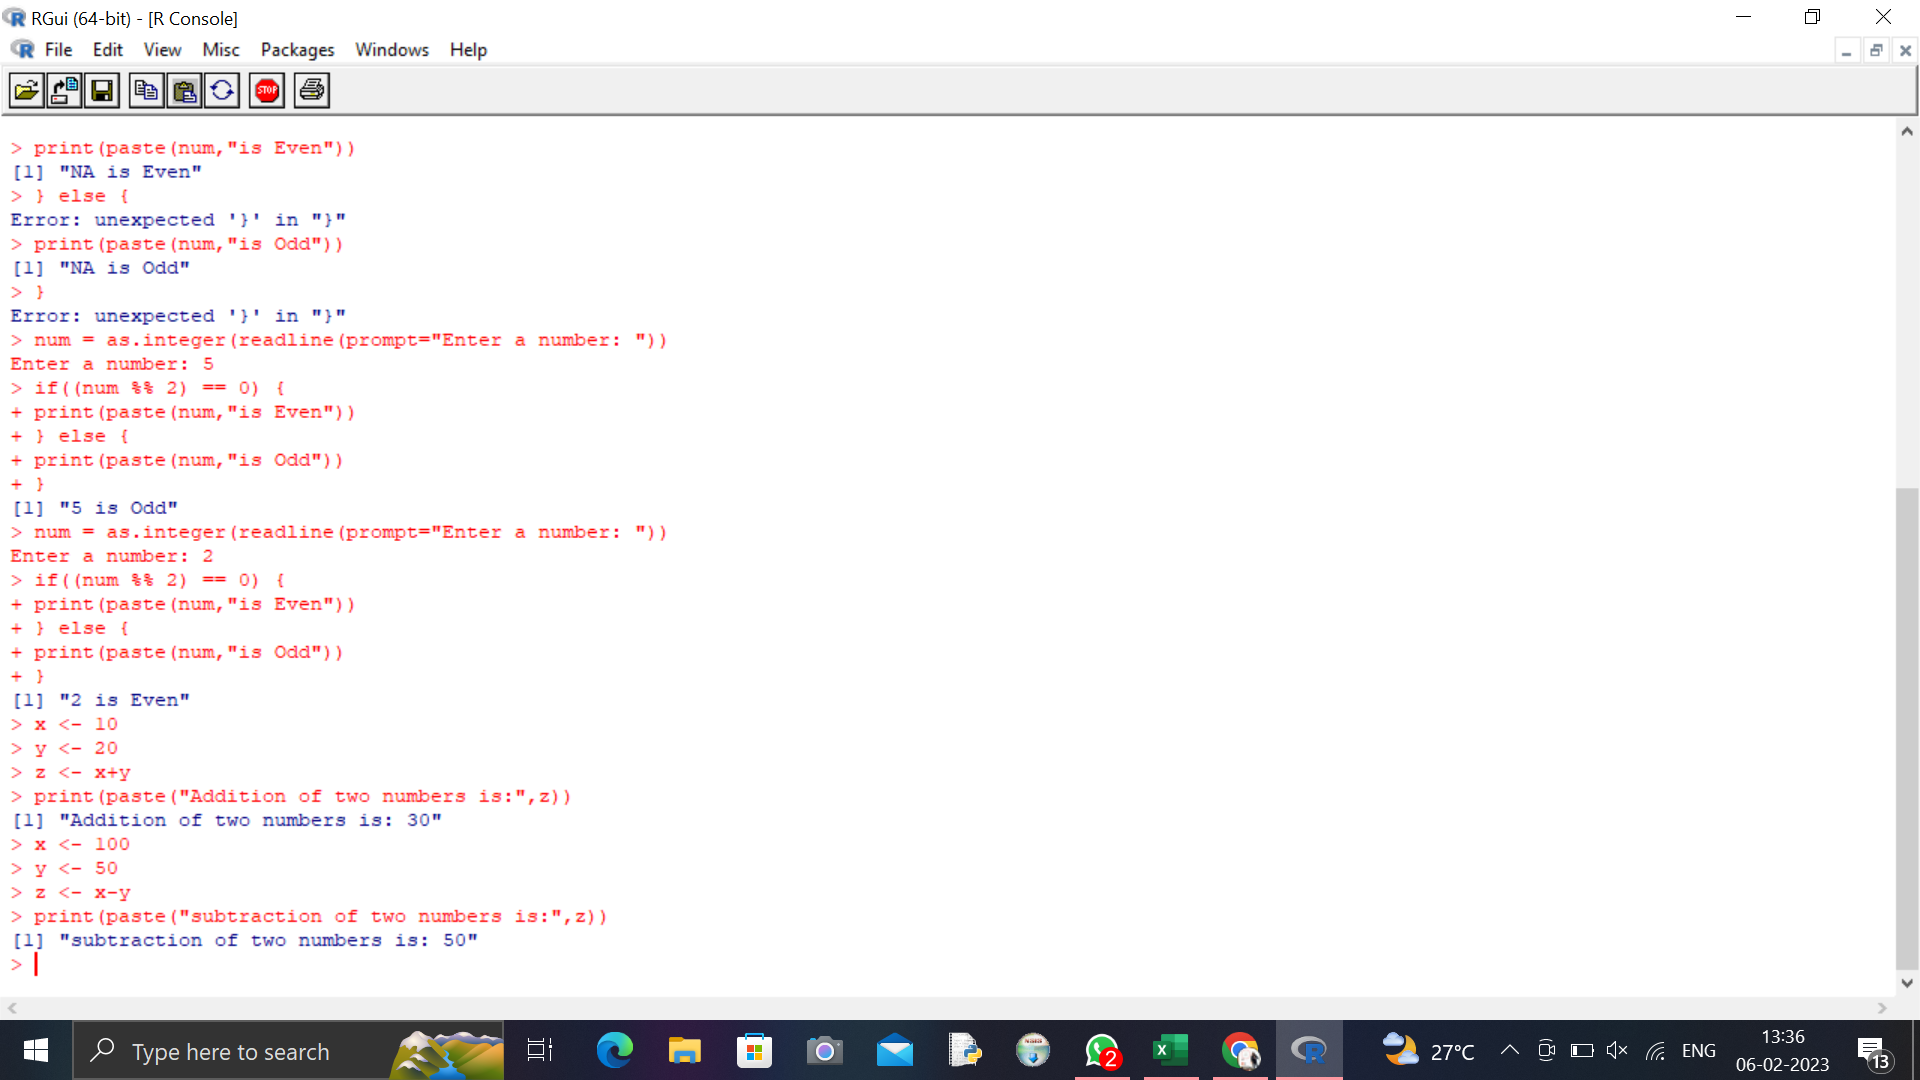 RGui (64-bit) - [R Console]
File Edit View Misc Packages Windows Help
STOP
> print(paste(num,"is Even"))
[1] "NA is Even"
> } else {
Error: unexpected '}' in "}"
> print(paste(num,"is Odd"))
[1] "NA is Odd"
> }
Error: unexpected '}' in "}"
> num = as.integer(readline(prompt="Enter a number: "))
Enter a number: 5
> if((num %% 2) == 0) {
+ print(paste(num,"is Even"))
+ } else {
+ print(paste(num,"is Odd"))
+ }
[1] "5 is Odd"
> num = as.integer(readline(prompt="Enter a number: "))
Enter a number: 2
> if((num %% 2) == 0) {
+ print(paste(num,"is Even"))
+ } else {
+ print(paste(num,"is Odd"))
+ }
[1] "2 is Even"
> x <- 10
> y <- 20
> z <- x+y
> print(paste("Addition of two numbers is:",z))
[1] "Addition of two numbers is: 30"
> x <- 100
> y <- 50
> z <- x-y
> print(paste("subtraction of two numbers is:",z))
[1] "subtraction of two numbers is: 50"
>
Type here to search
2
27°C
ENG
13:36
06-02-2023
13